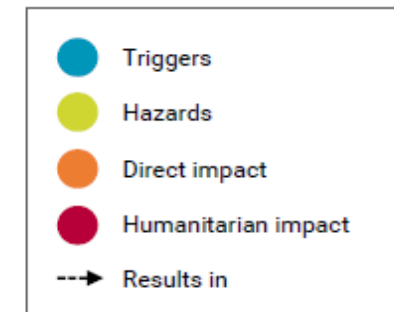 Triggers
Hazards
Direct impact
Humanitarian impact
Results in